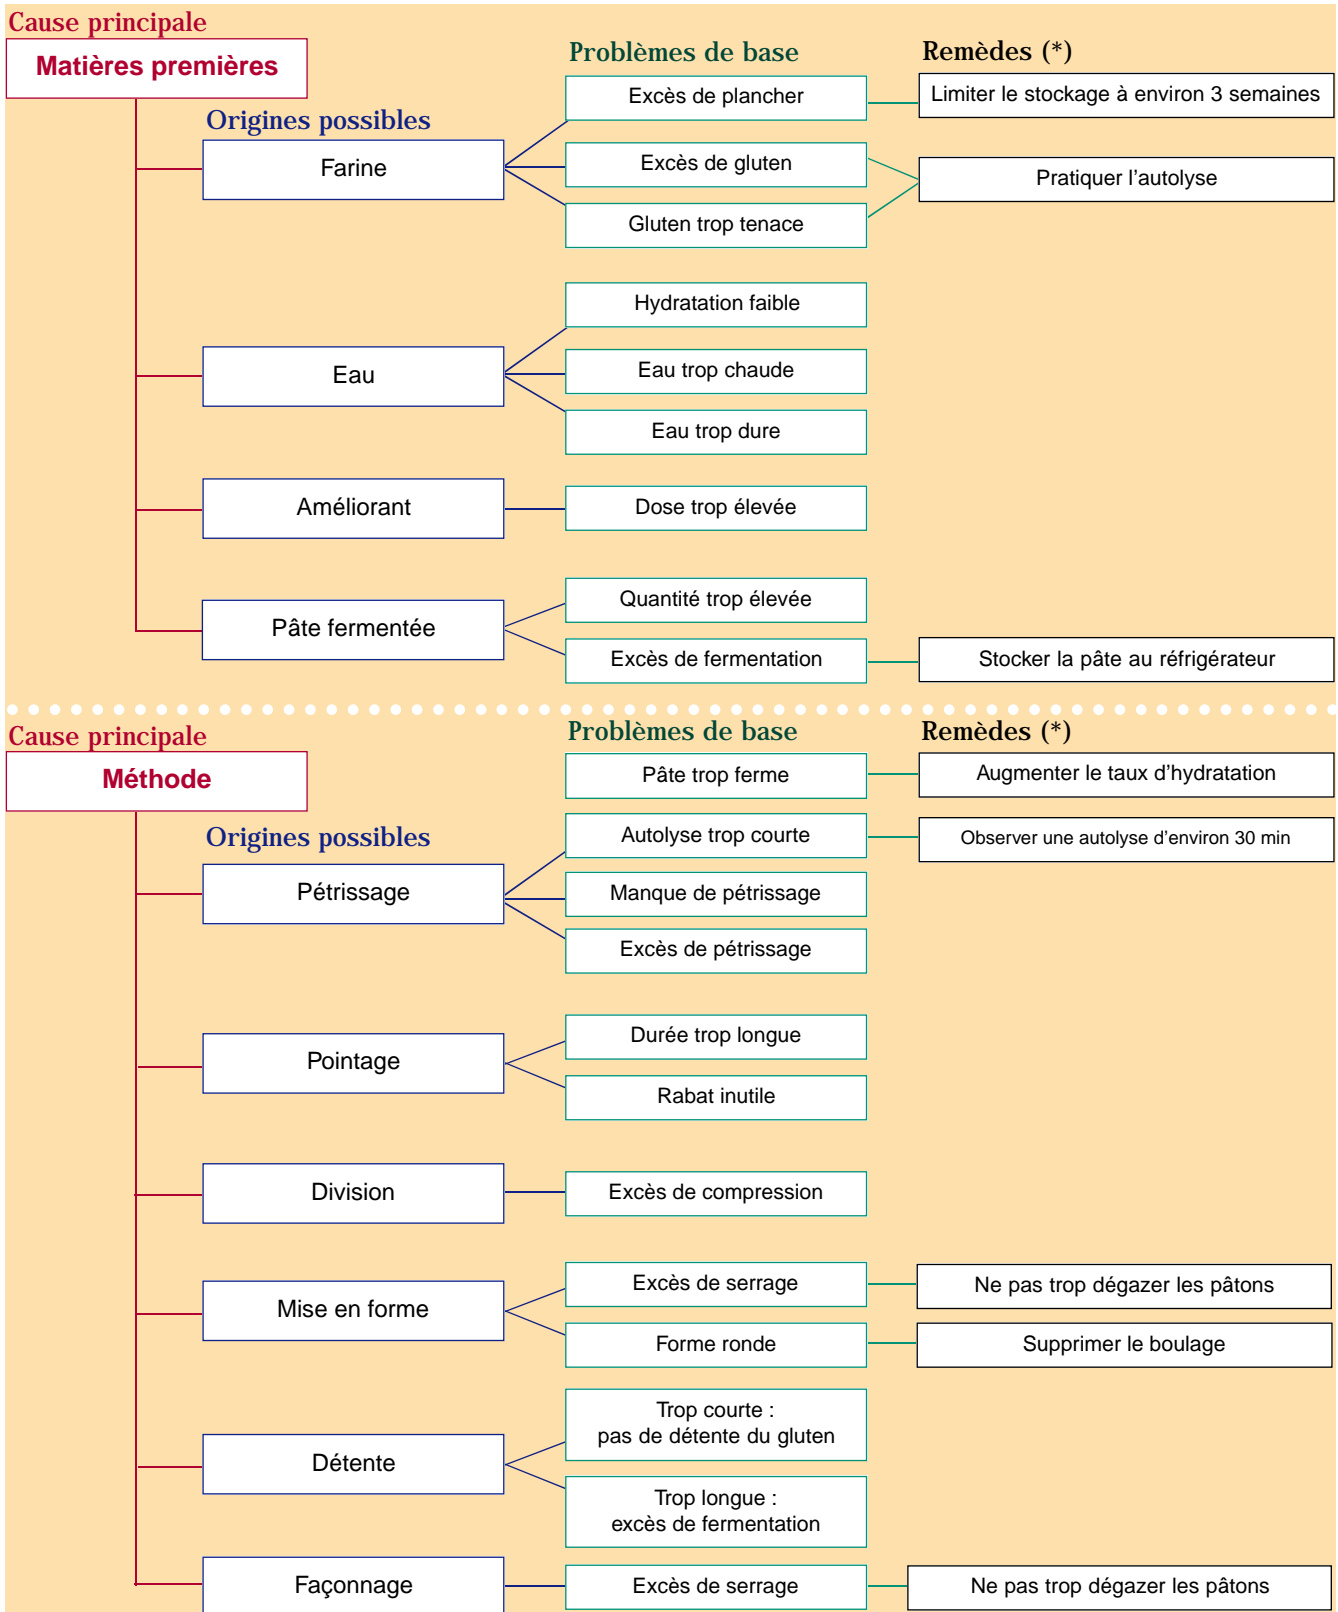 Cause principale
Matières premières
Problèmes de base
Remèdes (*)
Origines possibles
Excès de plancher
Limiter le stockage à environ 3 semaines
Farine
Excès de gluten
Pratiquer l'autolyse
Gluten trop tenace
Hydratation faible
Eau
Eau trop chaude
Eau trop dure
Améliorant
Dose trop élevée
Pâte fermentée
Quantité trop élevée
Excès de fermentation
Stocker la pâte au réfrigérateur
Cause principale
Méthode
Problèmes de base
Remèdes (*)
Pâte trop ferme
Augmenter le taux d'hydratation
Origines possibles
Autolyse trop courte
Observer une autolyse d'environ 30 min
Pétrissage
Manque de pétrissage
Excès de pétrissage
Pointage
Durée trop longue
Rabat inutile
Division
Excès de compression
Mise en forme
Excès de serrage
Ne pas trop dégazer les pâtons
Forme ronde
Supprimer le boulage
Détente
Trop courte :
pas de détente du gluten
Trop longue :
excès de fermentation
Façonnage
Excès de serrage
Ne pas trop dégazer les pâtons